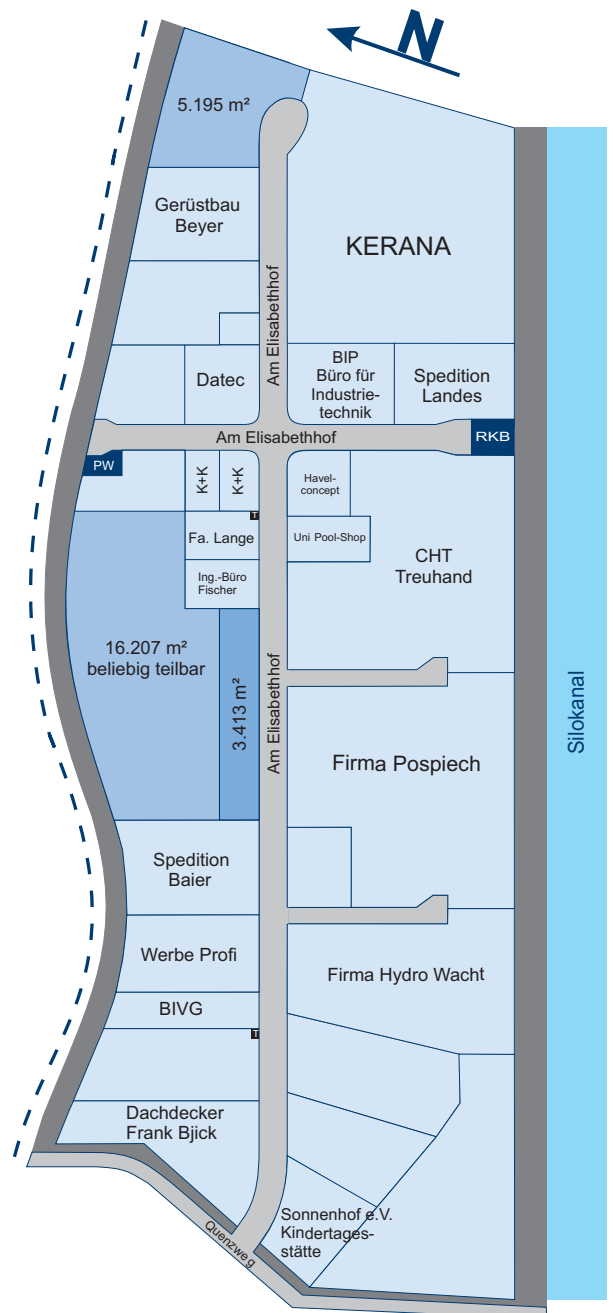 N
5.195 m²
Gerüstbau
Beyer
KERANA
Am Elisabethhof
Datec
BIP
Büro für
Industrie-
technik
Spedition
Landes
Am Elisabethhof
RKB
PW
K+K
K+K
Havel-
concept
T
Fa. Lange
Uni Pool-Shop
CHT
Treuhand
Ing.-Büro
Fischer
16.207 m²
beliebig teilbar
3.413 m²
Am Elisabethhof
Firma Pospiech
Silokanal
Spedition
Baier
Werbe Profi
Firma Hydro Wacht
BIVG
T
Dachdecker
Frank Bjick
Sonnenhof e.V.
Kindertages-
stätte
Quenzweg